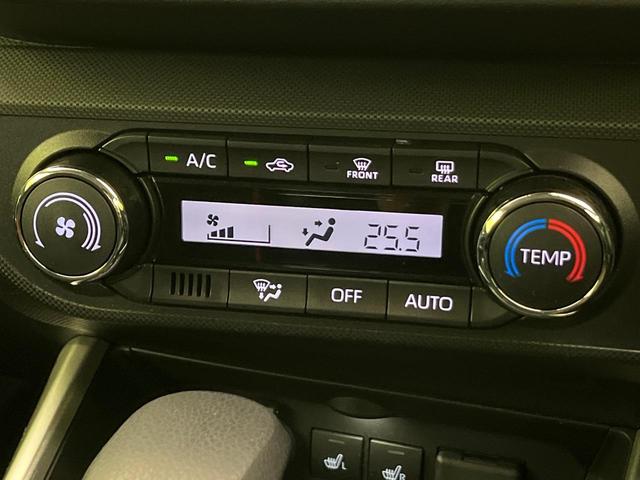 A/C
FRONT
REAR
25.5
TEMP
OFF
AUTO
L
R